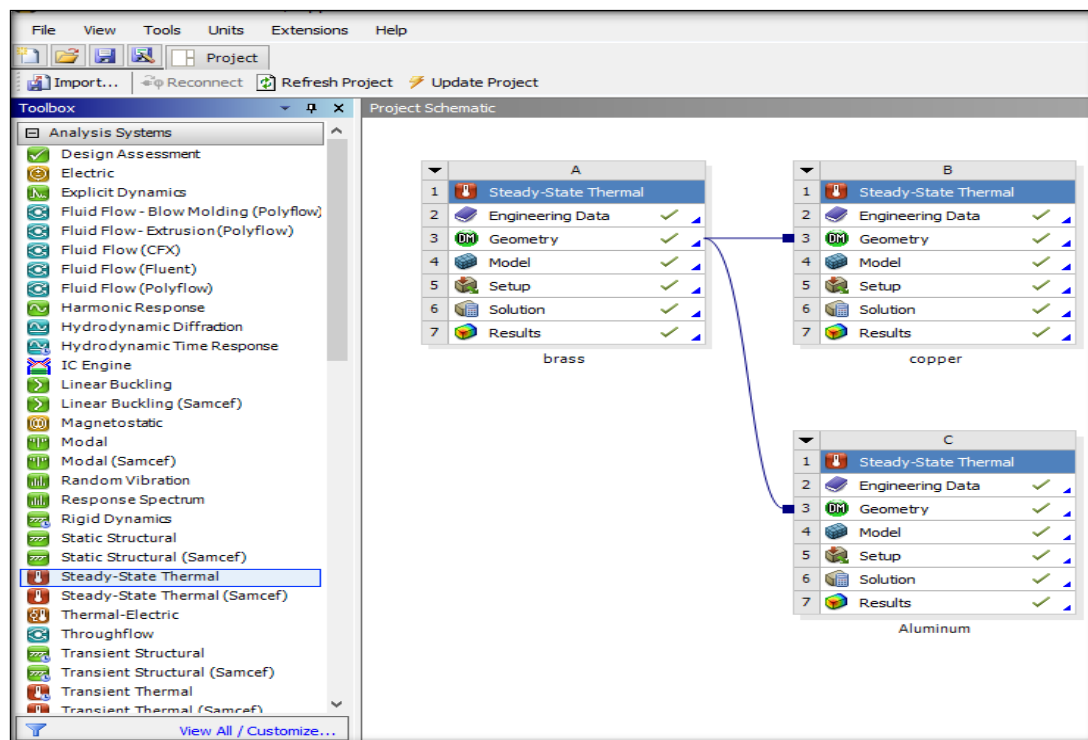 File View Tools Units Extensions Help
Project
Import... Reconnect Refresh Project Update Project
Toolbox
Analysis Systems
Design Assessment
Electric
Explicit Dynamics
Fluid Flow - Blow Molding (Polyflow)
Fluid Flow - Extrusion (Polyflow)
Fluid Flow (CFX)
Fluid Flow (Fluent)
Fluid Flow (Polyflow)
Harmonic Response
Hydrodynamic Diffraction
Hydrodynamic Time Response
IC Engine
Linear Buckling
Linear Buckling (Samcef)
Magnetostatic
Modal
Modal (Samcef)
Random Vibration
Response Spectrum
Rigid Dynamics
Static Structural
Static Structural (Samcef)
Steady-State Thermal
Steady-State Thermal (Samcef)
Thermal-Electric
Throughflow
Transient Structural
Transient Structural (Samcef)
Transient Thermal
Transient Thermal (Samcef)
View All / Customize...
Project Schematic
A
1 Steady-State Thermal
2 Engineering Data
3 DM Geometry
4 Model
5 Setup
6 Solution
7 Results
brass
B
1 Steady-State Thermal
2 Engineering Data
3 DM Geometry
4 Model
5 Setup
6 Solution
7 Results
copper
C
1 Steady-State Thermal
2 Engineering Data
3 DM Geometry
4 Model
5 Setup
6 Solution
7 Results
Aluminum